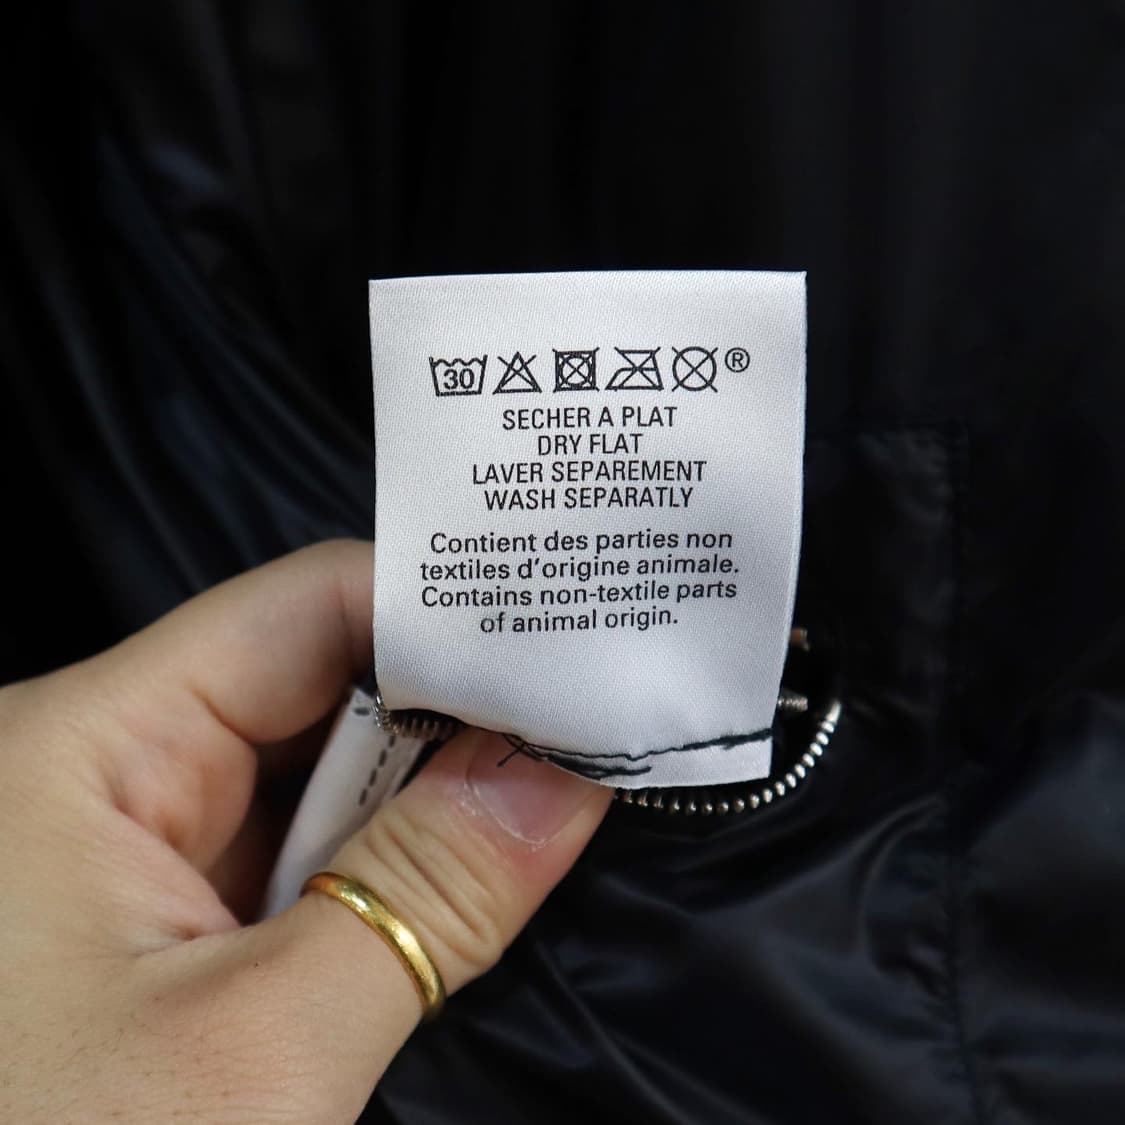 30 ®
SECHER A PLAT
DRY FLAT
LAVER SEPAREMENT
WASH SEPARATLY
Contient des parties non
textiles d'origine animale.
Contains non-textile parts
of animal origin.